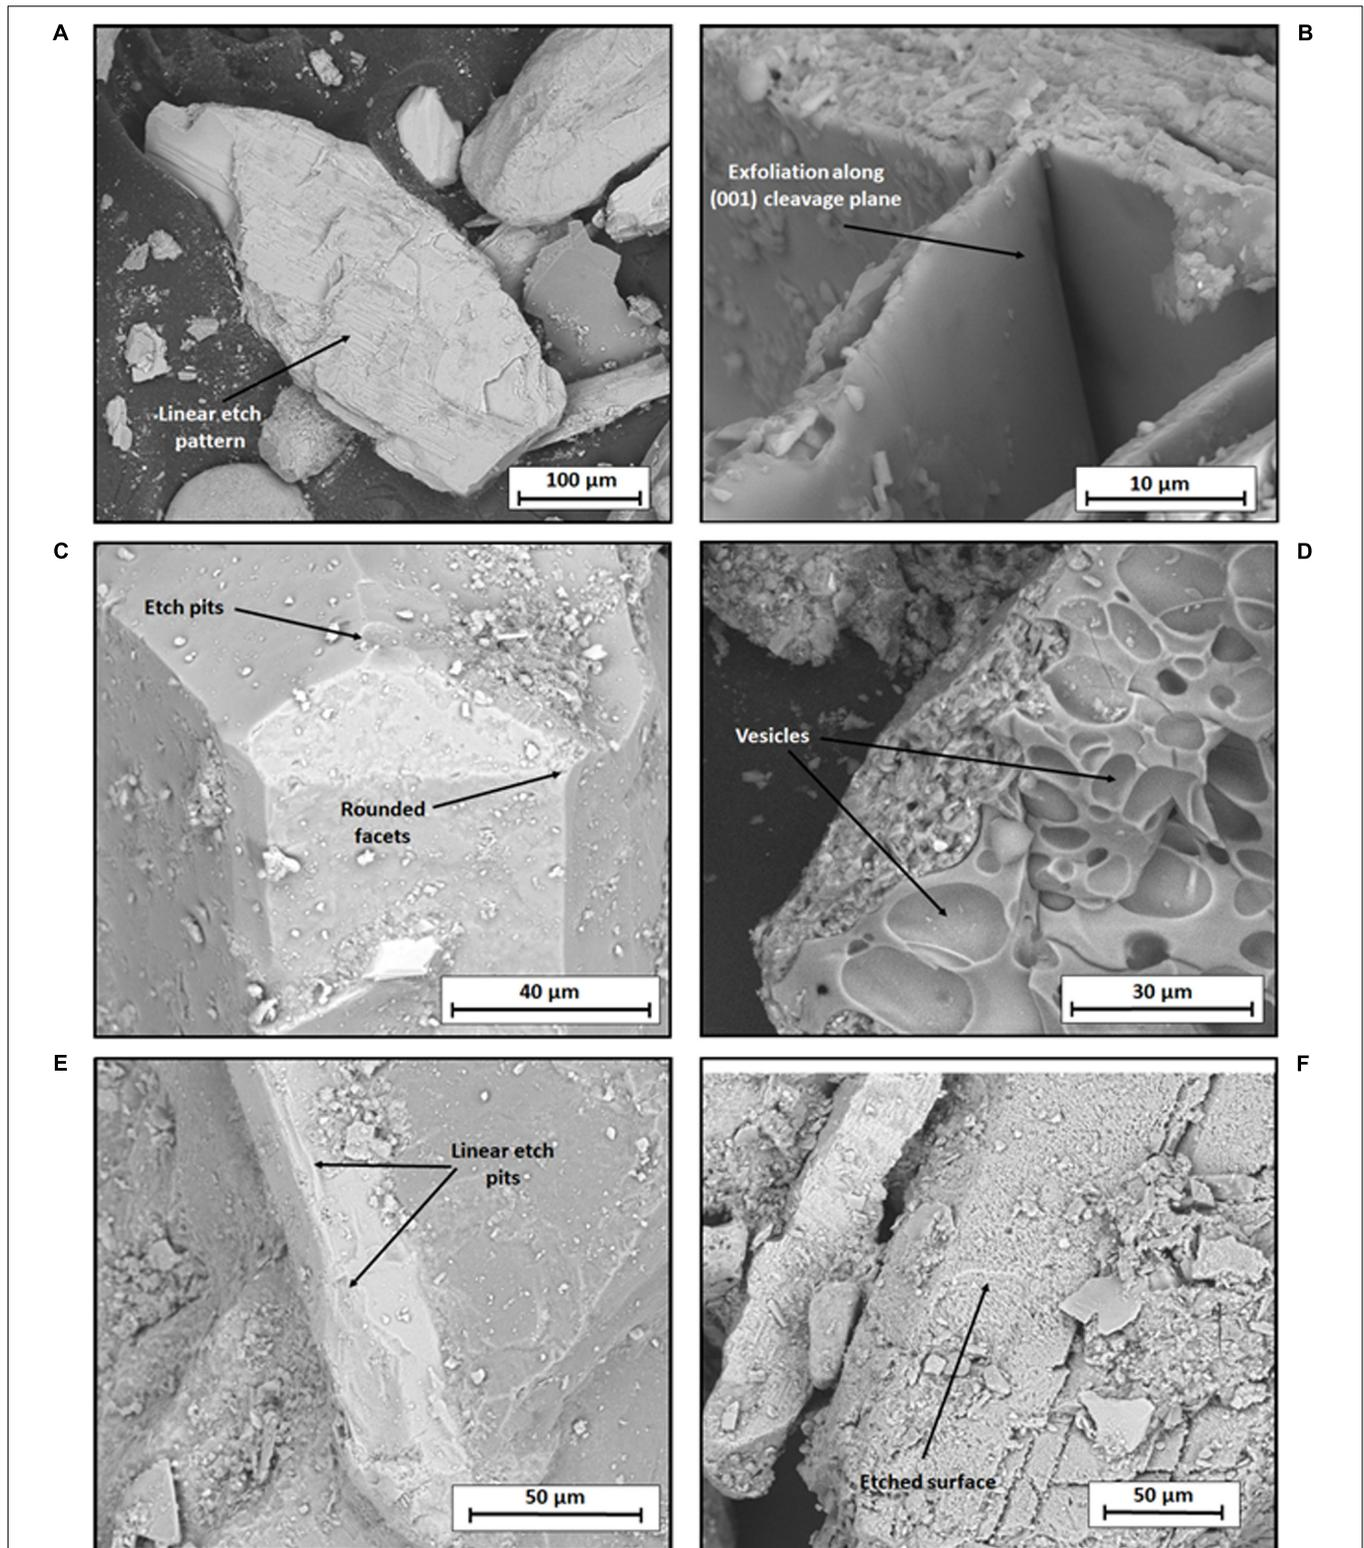 A
B
Linear etch
pattern
100 µm
Exfoliation along
(001) cleavage plane
10 µm
C
D
Etch pits
Rounded
facets
40 µm
Vesicles
30 µm
E
F
Linear etch
pits
50 µm
Etched surface
50 µm